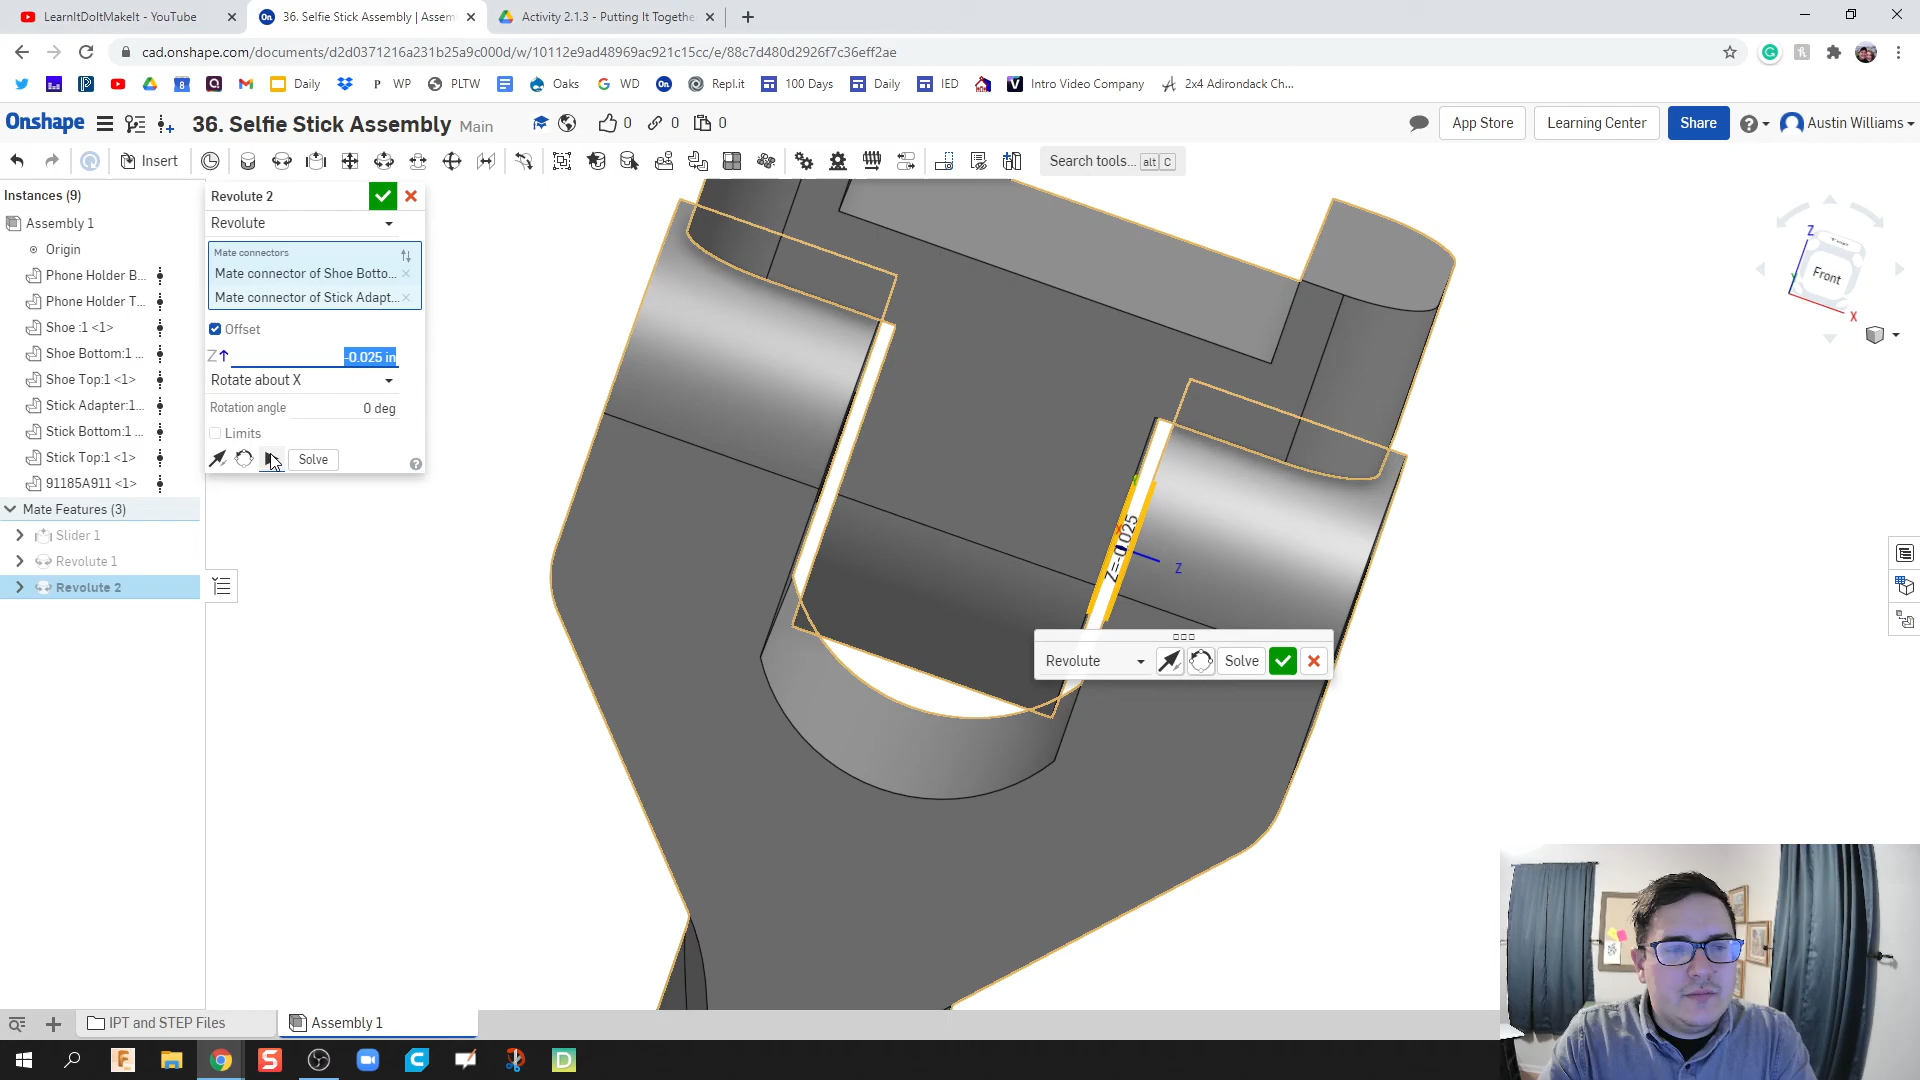 LearnItDoItMakeIt - YouTube
36. Selfie Stick Assembly | Assem
Activity 2.1.3 - Putting It Togethe
cad.onshape.com/documents/d2d0371216a231b25a9c000d/w/10112e9ad48969ac921c15cc/e/88c7d480d2926f7c36eff2ae
Daily
P WP
PLTW
Oaks
G WD
Repl.it
100 Days
Daily
IED
Intro Video Company
2x4 Adirondack Ch...
Onshape
36. Selfie Stick Assembly Main
0
0
0
App Store
Learning Center
Share
Austin Williams
Insert
Search tools... alt C
Instances (9)
Assembly 1
Origin
Phone Holder B...
Phone Holder T...
Shoe :1 <1>
Shoe Bottom:1 ...
Shoe Top:1 <1>
Stick Adapter:1...
Stick Bottom:1 ...
Stick Top:1 <1>
91185A911 <1>
Mate Features (3)
Slider 1
Revolute 1
Revolute 2
Revolute 2
Revolute
Mate connectors
Mate connector of Shoe Botto...
Mate connector of Stick Adapt...
Offset
Z -0.025 in
Rotate about X
Rotation angle 0 deg
Limits
Solve
Z=-0.025
Z
Revolute
Solve
Z
Front
X
IPT and STEP Files
Assembly 1